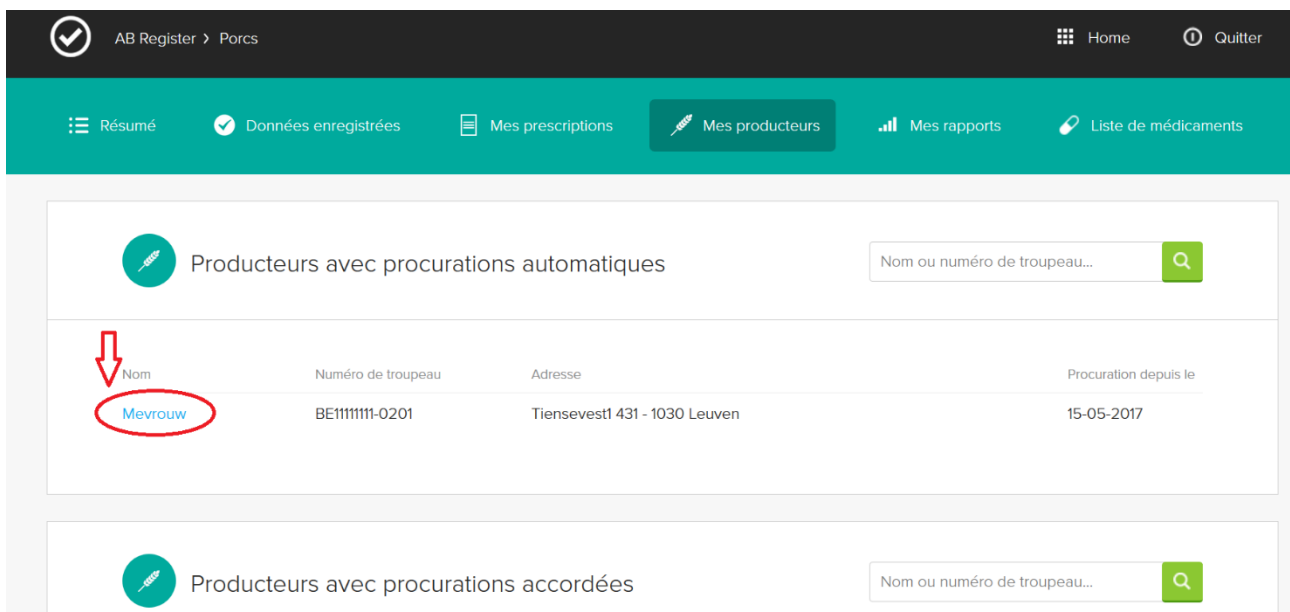 AB Register > Porcs
Home
Quitter
Résumé
Données enregistrées
Mes prescriptions
Mes producteurs
Mes rapports
Liste de médicaments
Producteurs avec procurations automatiques
Nom ou numéro de troupeau...
Nom Numéro de troupeau Adresse Procuration depuis le
Mevrouw BE11111111-0201 Tiensevest1 431 - 1030 Leuven 15-05-2017
Producteurs avec procurations accordées
Nom ou numéro de troupeau...